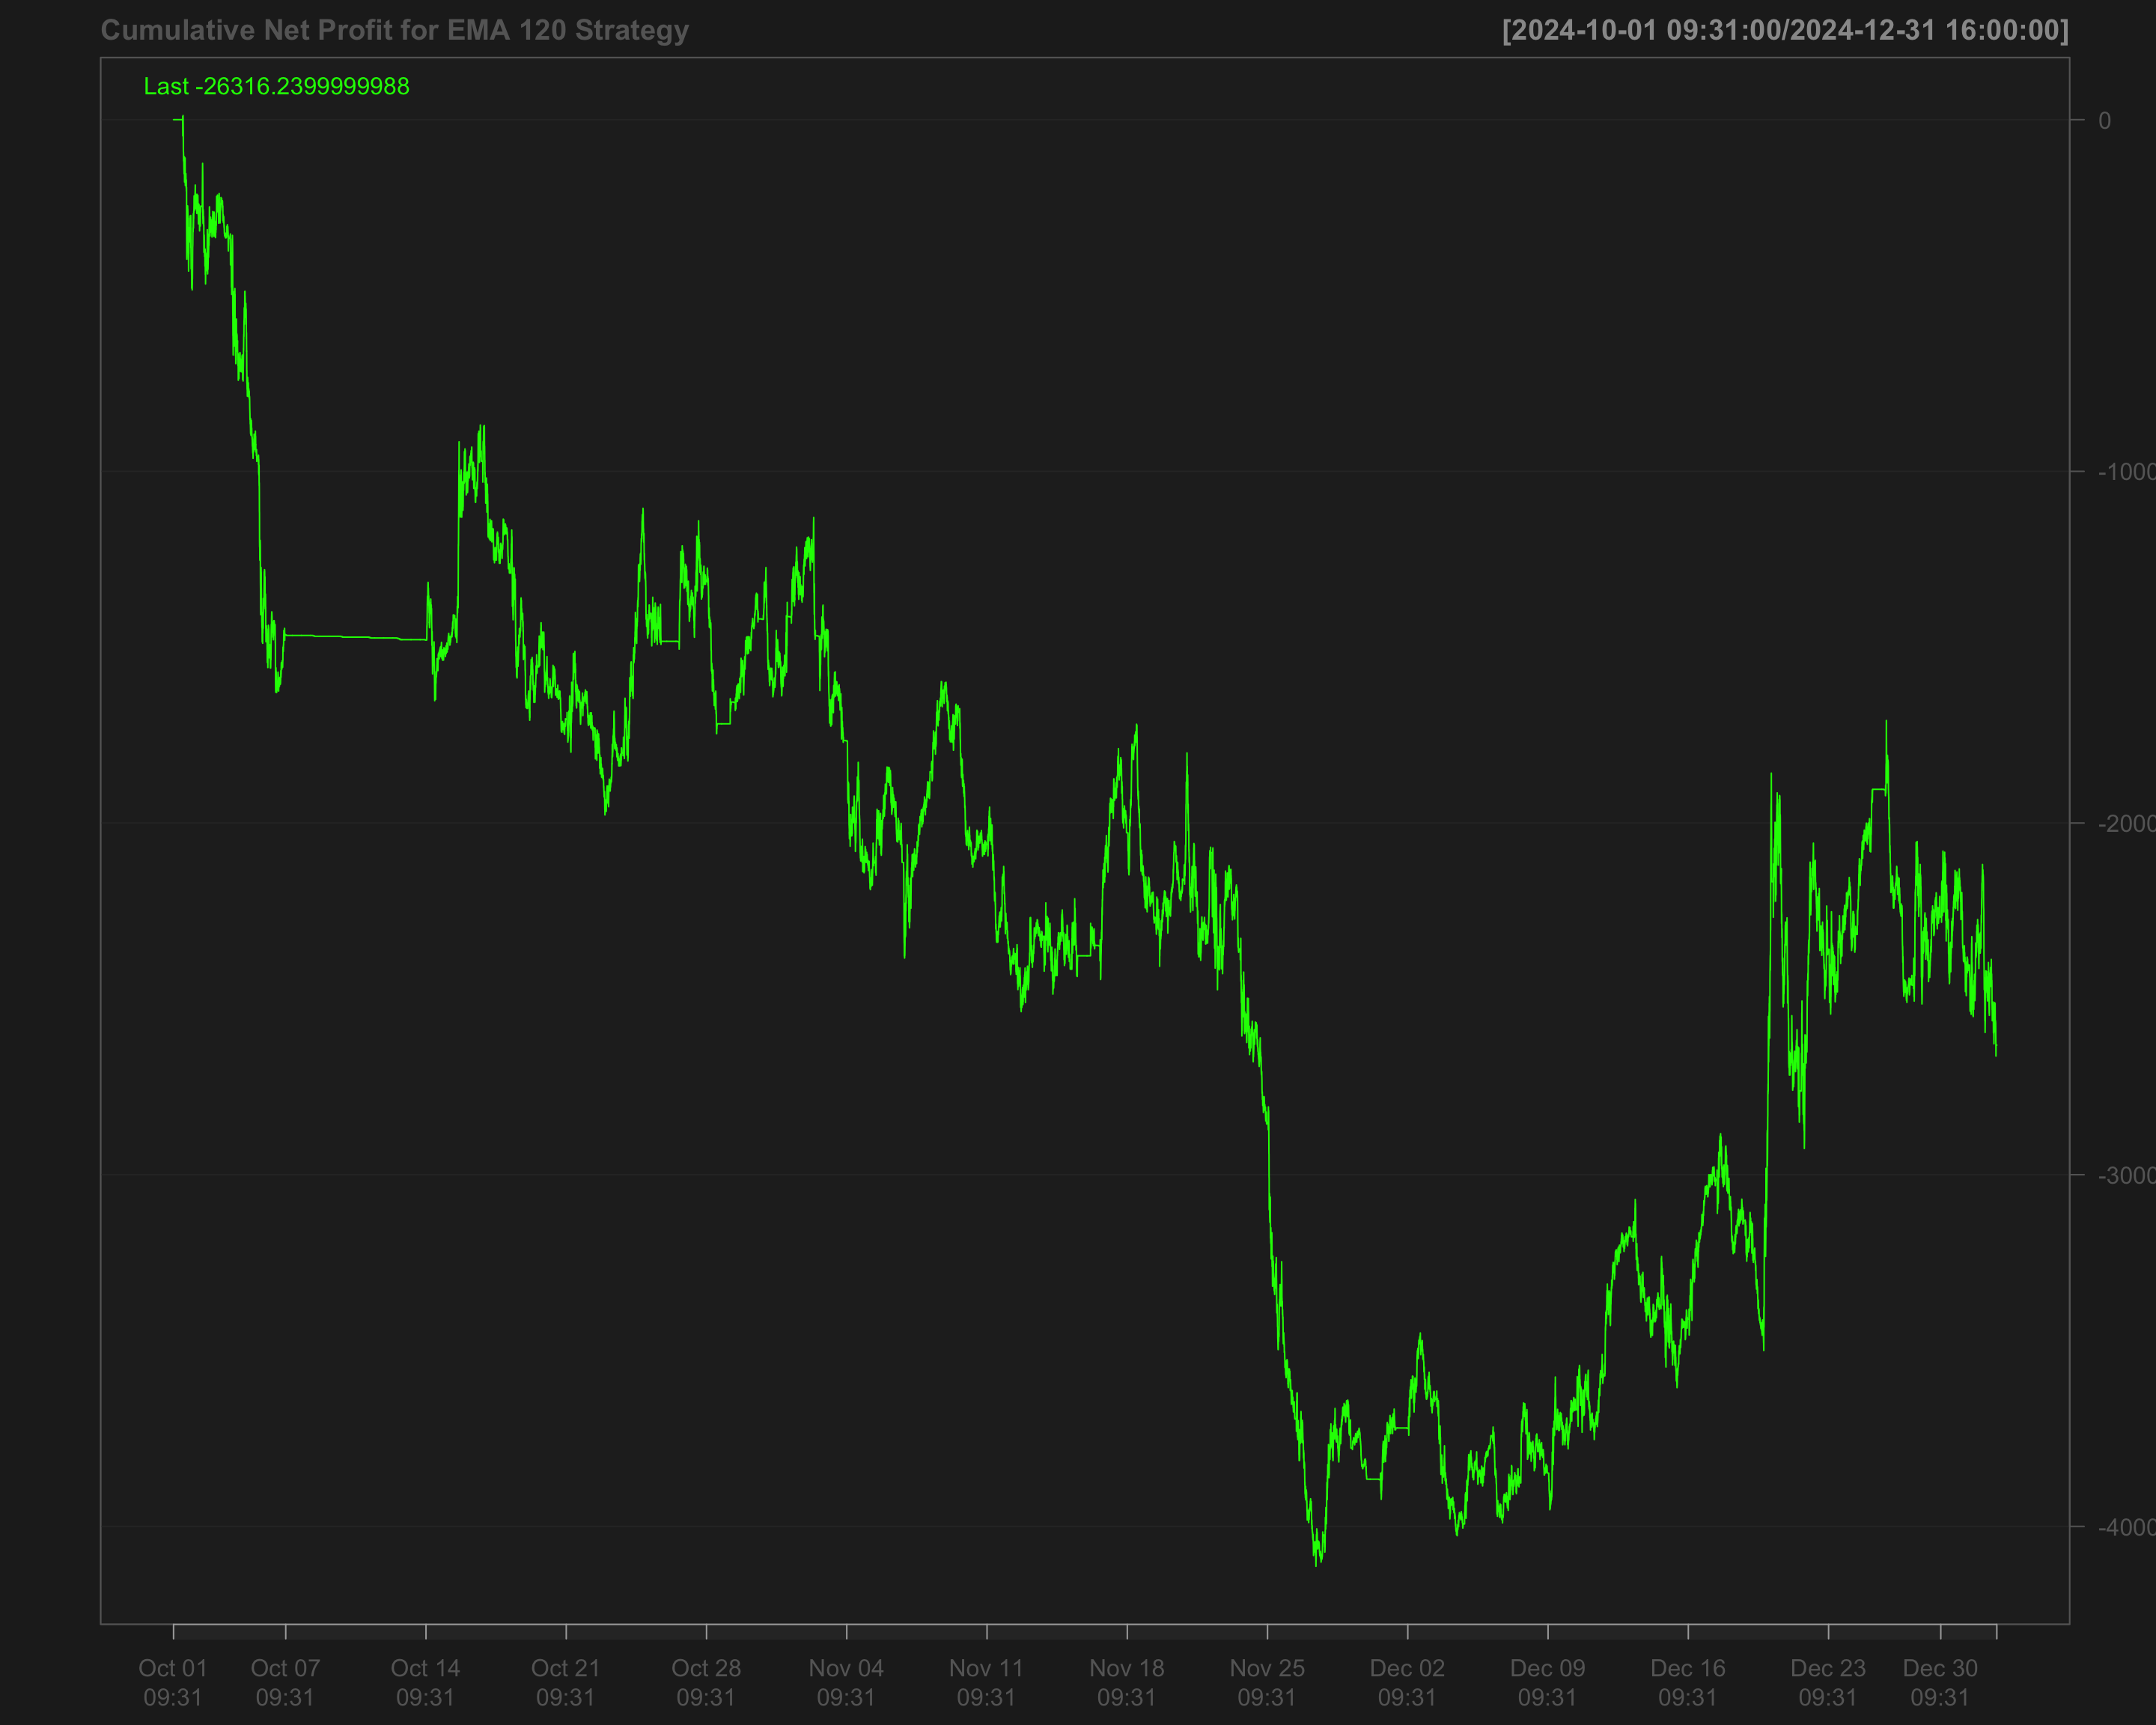 Cumulative Net Profit for EMA 120 Strategy
[2024-10-01 09:31:00/2024-12-31 16:00:00]
Last -26316.2399999988
0
-1000
-2000
-3000
-4000
Oct 01 Oct 07 Oct 14 Oct 21 Oct 28 Nov 04 Nov 11 Nov 18 Nov 25 Dec 02 Dec 09 Dec 16 Dec 23 Dec 30
09:31 09:31 09:31 09:31 09:31 09:31 09:31 09:31 09:31 09:31 09:31 09:31 09:31 09:31